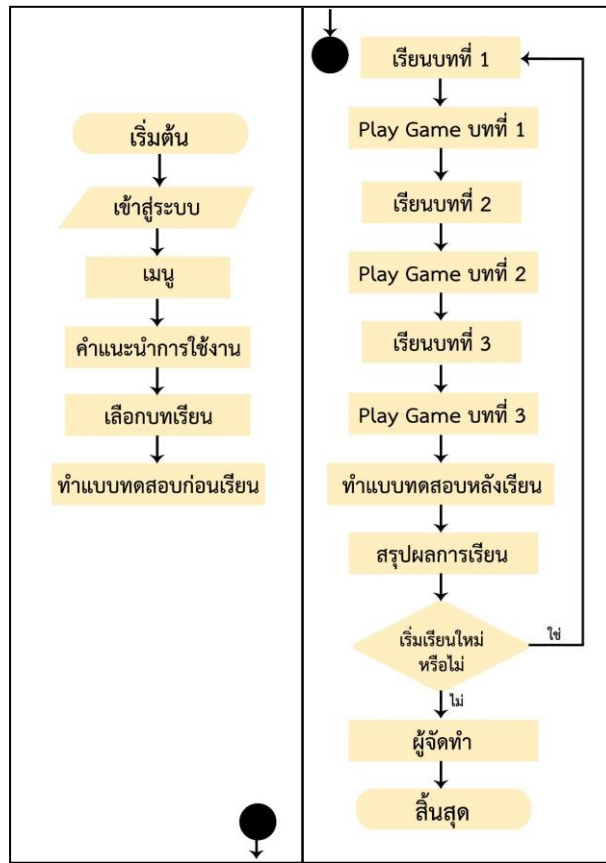 เริ่มต้น
เข้าสู่ระบบ
เมนู
คำแนะนำการใช้งาน
เลือกบทเรียน
ทำแบบทดสอบก่อนเรียน
เรียนบทที่ 1
Play Game บทที่ 1
เรียนบทที่ 2
Play Game บทที่ 2
เรียนบทที่ 3
Play Game บทที่ 3
ทำแบบทดสอบหลังเรียน
สรุปผลการเรียน
เริ่มเรียนใหม่
หรือไม่
ใช่
ไม่
ผู้จัดทำ
สิ้นสุด